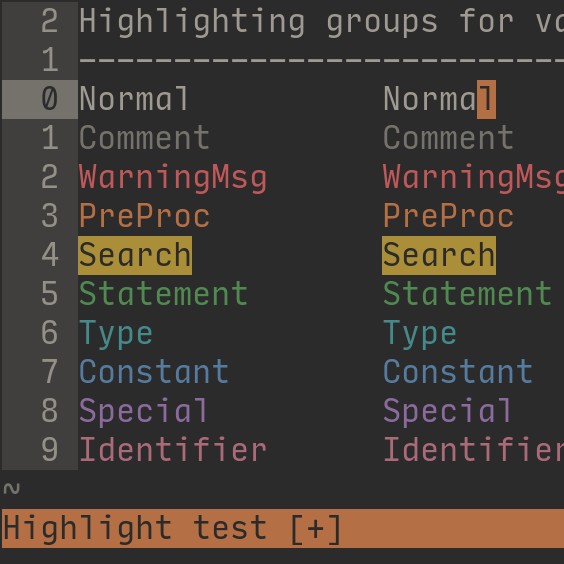 2 Highlighting groups for va
1 --------------------------
0 Normal Normal
1 Comment Comment
2 WarningMsg WarningMsg
3 PreProc PreProc
4 Search Search
5 Statement Statement
6 Type Type
7 Constant Constant
8 Special Special
9 Identifier Identifier
~
Highlight test [+]